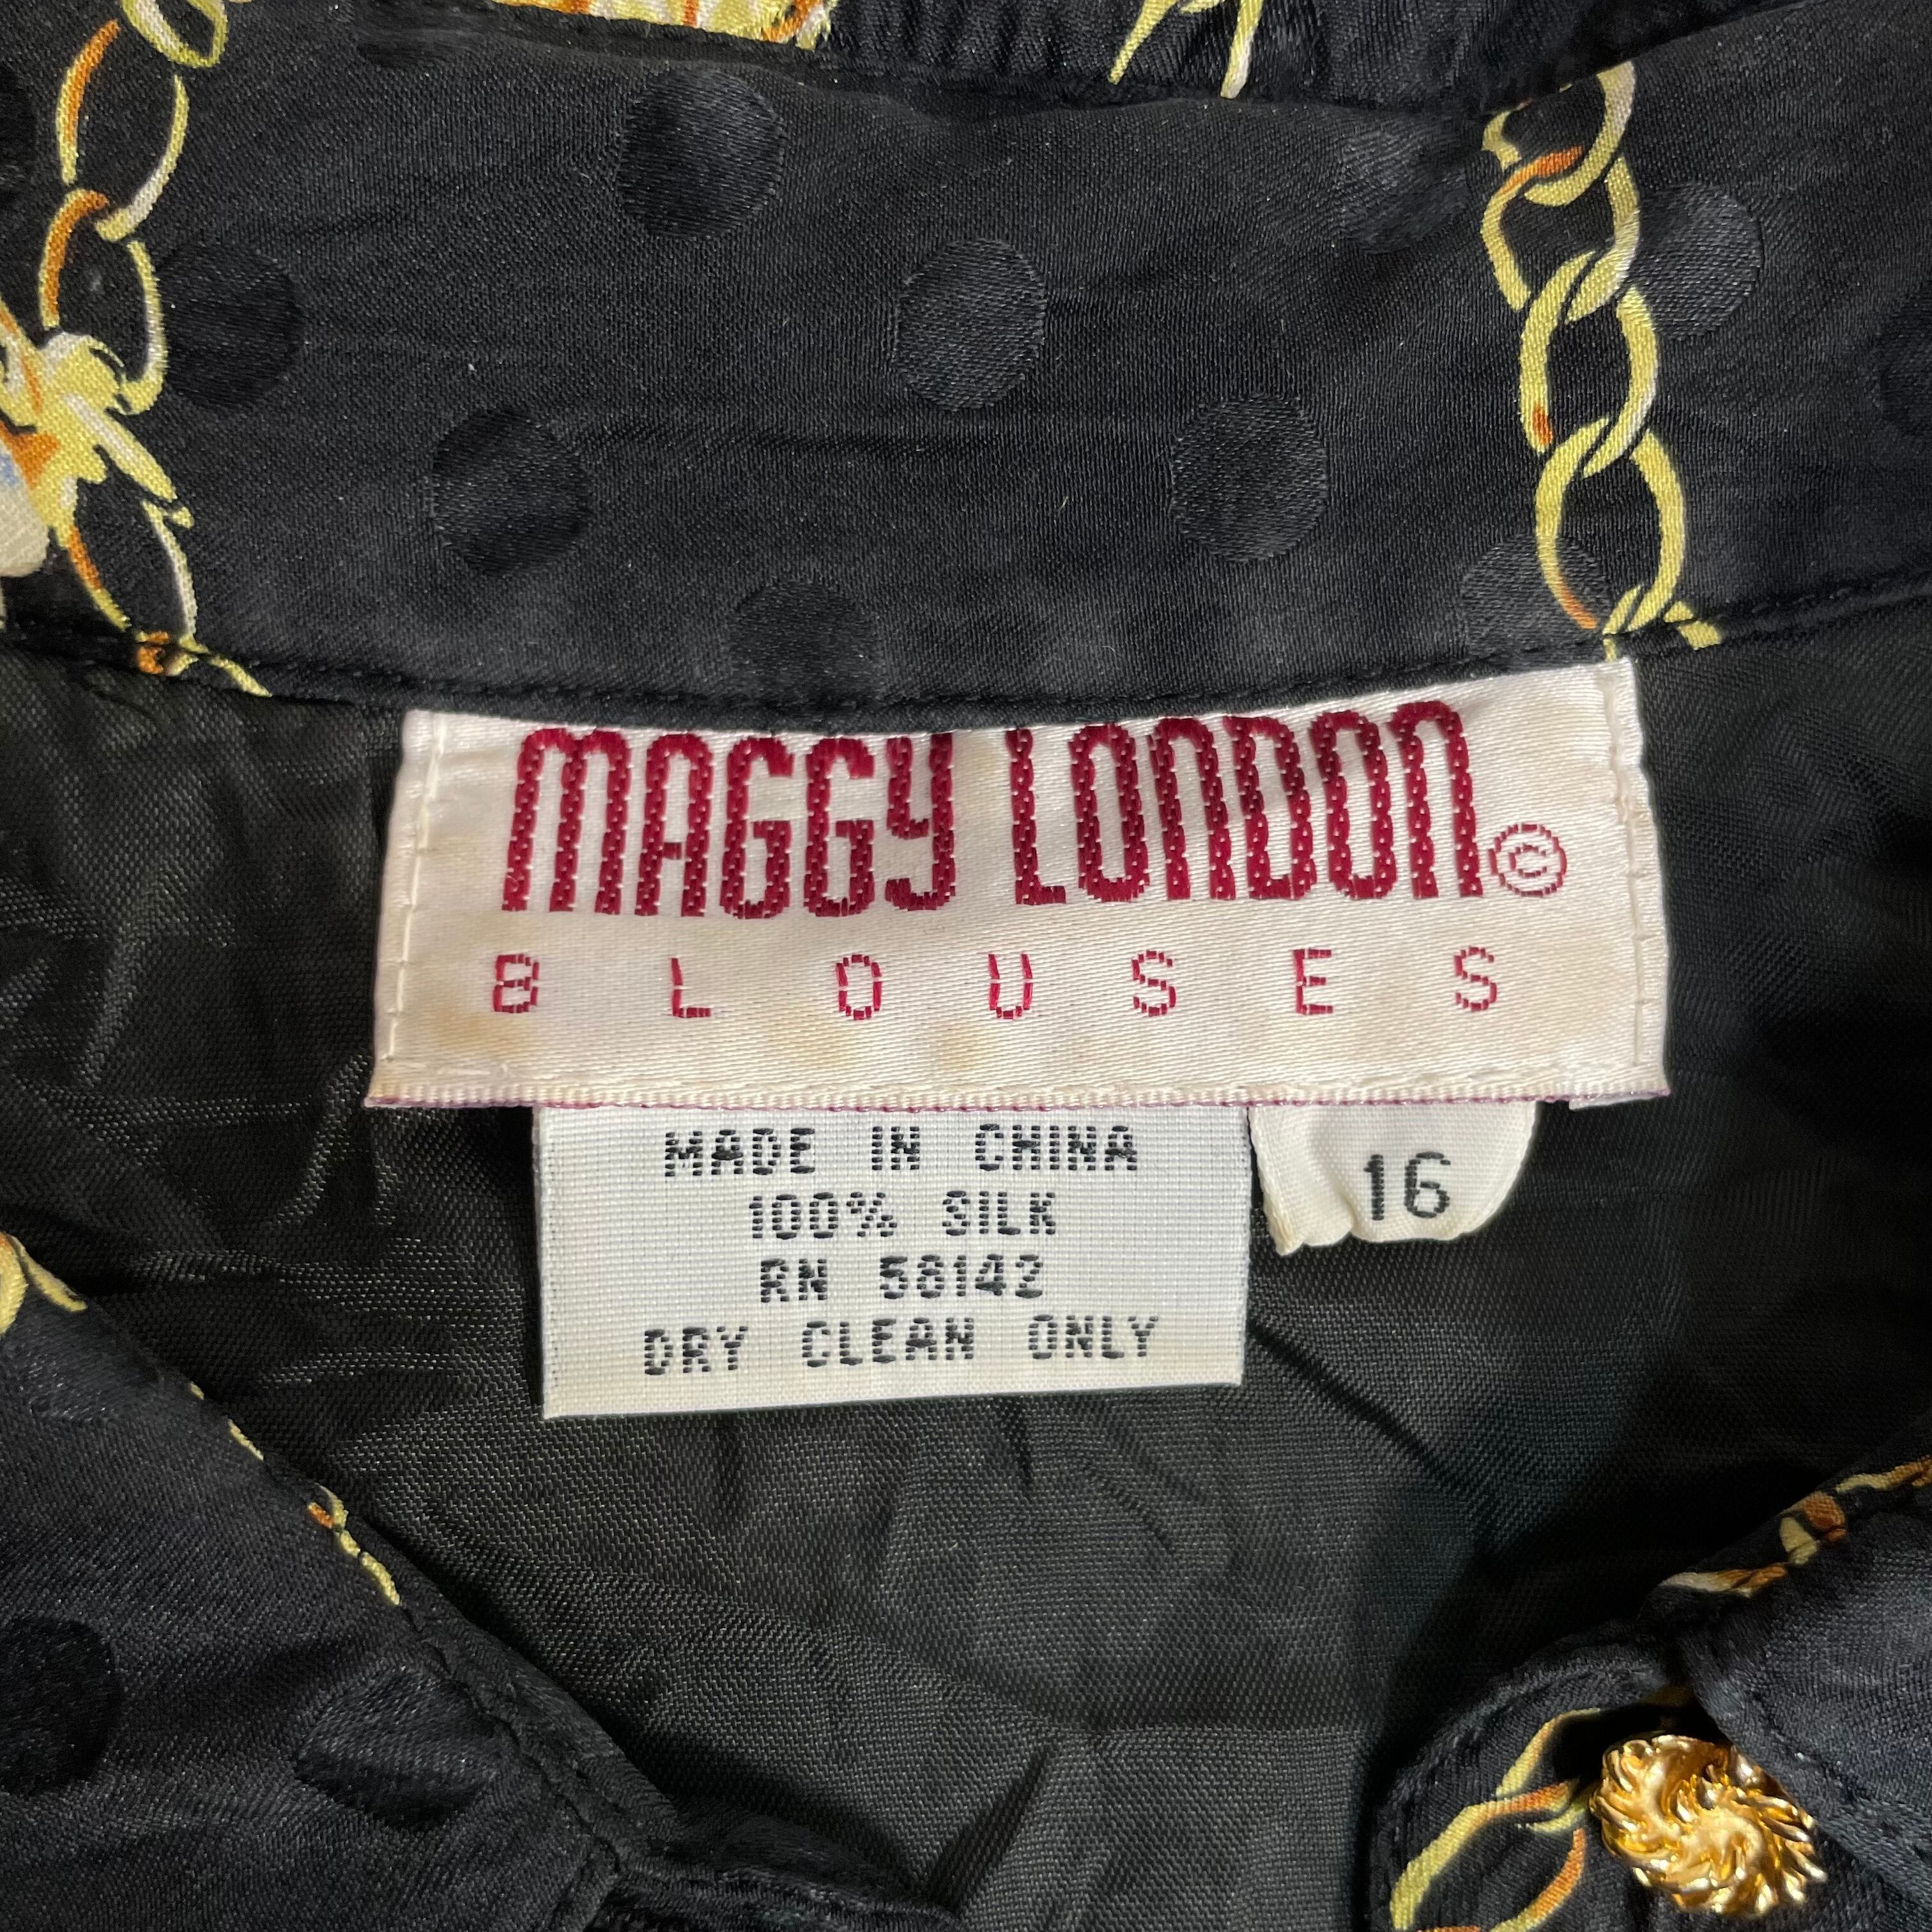 MAGGY LONDON ©
BLOUSES
MADE IN CHINA
100% SILK
RN 58142
DRY CLEAN ONLY
16